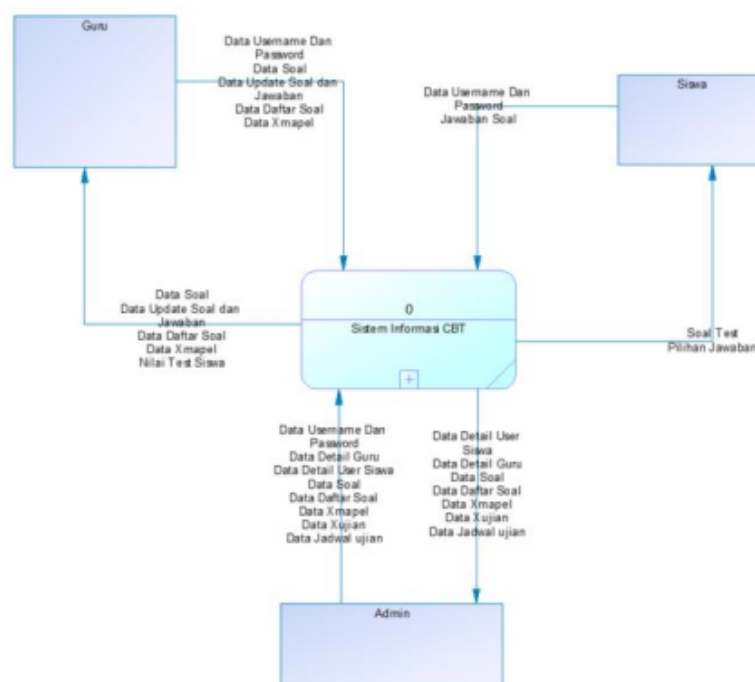 Guru
Data Username Dan
Password
Data Soal
Data Update Soal dan
Jawaban
Data Daftar Soal
Data Xmapel
Siswa
Data Username Dan
Password
Jawaban Soal
Data Soal
Data Update Soal dan
Jawaban
Data Daftar Soal
Data Xmapel
Nilai Test Siswa
0
Sistem Informasi CBT
Soal Test
Pilihan Jawaban
Data Username Dan
Password
Data Detail Guru
Data Detail User Siswa
Data Soal
Data Daftar Soal
Data Xmapel
Data Xujian
Data Jadwal ujian
Data Detail User
Siswa
Data Detail Guru
Data Soal
Data Daftar Soal
Data Xmapel
Data Xujian
Data Jadwal ujian
Admin